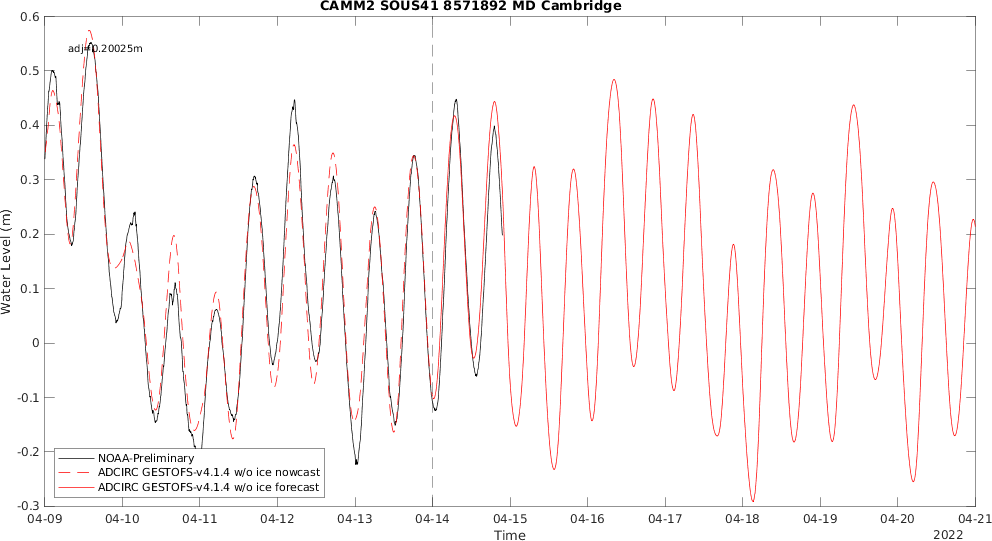 CAMM2 SOUS41 8571892 MD Cambridge
adj=0.20025m
Water Level (m)
0.6
0.5
0.4
0.3
0.2
0.1
0
-0.1
-0.2
-0.3
NOAA-Preliminary
ADCIRC GESTOFS-v4.1.4 w/o ice nowcast
ADCIRC GESTOFS-v4.1.4 w/o ice forecast
04-09 04-10 04-11 04-12 04-13 04-14 04-15 04-16 04-17 04-18 04-19 04-20 04-21
Time
2022